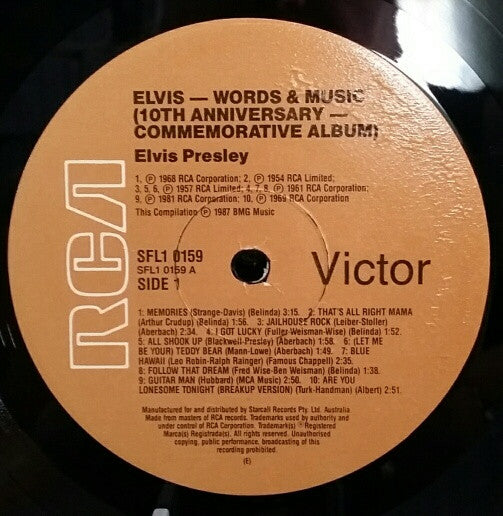 ELVIS — WORDS & MUSIC
(10TH ANNIVERSARY —
COMMEMORATIVE ALBUM)
Elvis Presley
1, ℗ 1968 RCA Corporation; 2, ℗ 1954 RCA Limited;
3, 5, 6, ℗ 1957 RCA Limited; 4, 7, 8, ℗ 1961 RCA Corporation;
9, ℗ 1981 RCA Corporation; 10, ℗ 1969 RCA Corporation
This Compilation ℗ 1987 BMG Music
RCA
SFL1 0159
SFL1 0159 A
SIDE 1
Victor
1: MEMORIES (Strange-Davis) (Belinda) 3:15. 2: THAT'S ALL RIGHT MAMA
(Arthur Crudup) (Belinda) 1:56. 3: JAILHOUSE ROCK (Leiber-Stoller)
(Aberbach) 2:34. 4: I GOT LUCKY (Fullgz-Weisman-Wise) (Belinda) 1:52.
5: ALL SHOOK UP (Blackwell-Presley) (Aberbach) 1:58. 6: (LET ME
BE YOUR) TEDDY BEAR (Mann-Lowe) (Aberbach) 1:49. 7: BLUE
HAWAII (Leo Robin-Ralph Rainger) (Famous Chappell) 2:35.
8: FOLLOW THAT DREAM (Fred Wise-Ben Weisman) (Belinda) 1:38.
9: GUITAR MAN (Hubbard) (MCA Music) 2:50. 10: ARE YOU
LONESOME TONIGHT (BREAKUP VERSION) (Turk-Handman) (Albert) 2:51.
Manufactured for and distributed by Starcall Records Pty. Ltd. Australia
Made from masters of RCA records. Trademarks used by authority and
under control of RCA Corporation. Trademark(s) ® Registered
Marca(s) Registrada(s). All rights reserved. Unauthorised
copying, public performance, broadcasting of this
recording prohibited.
(E)